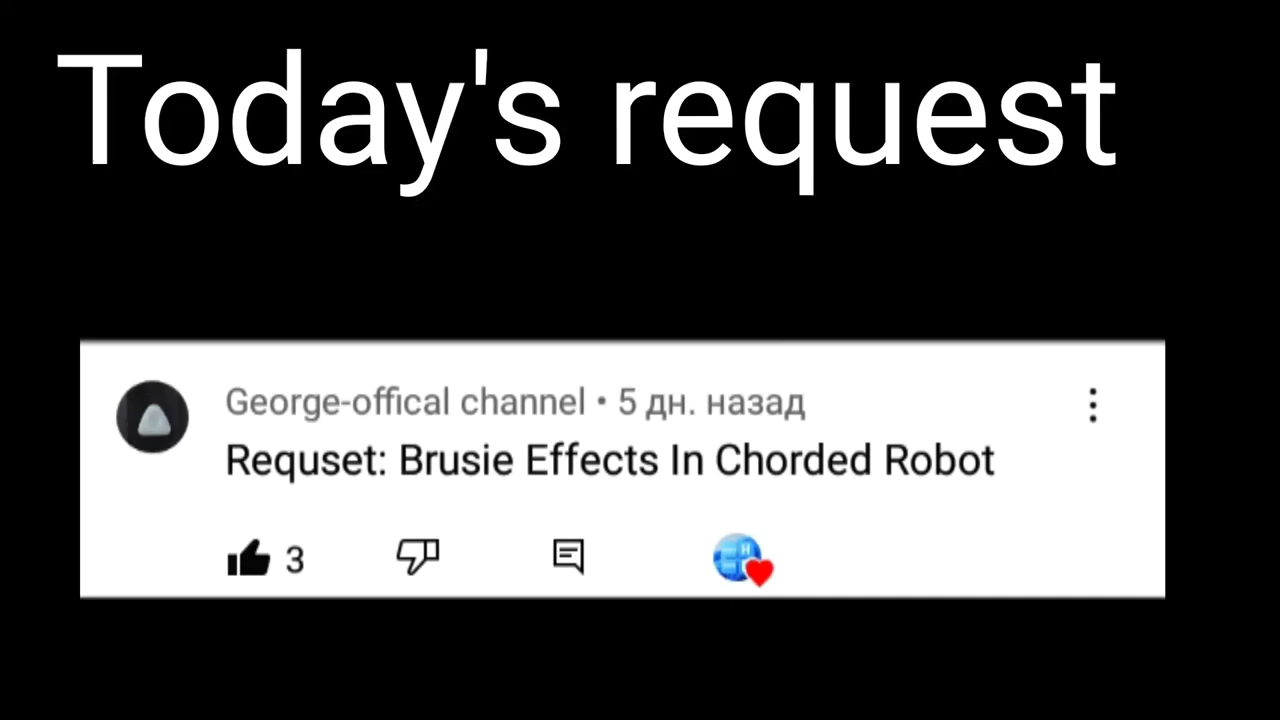 Today's request
George-offical channel • 5 дн. назад
Requset: Brusie Effects In Chorded Robot
3
H